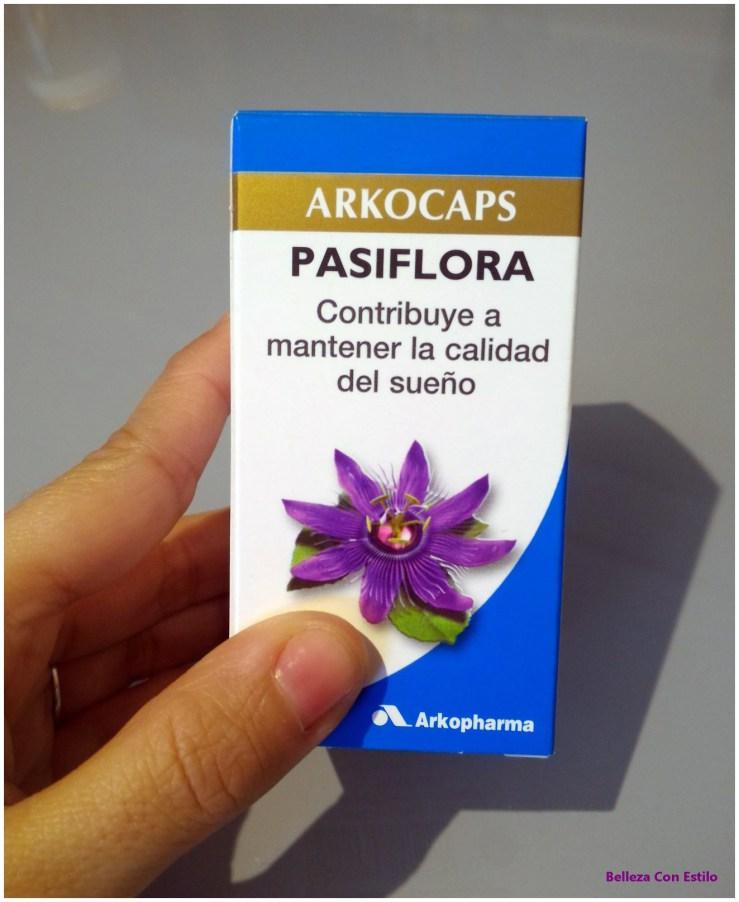 ARKOCAPS
PASIFLORA
Contribuye a
mantener la calidad
del sueño
Arkopharma
Belleza Con Estilo